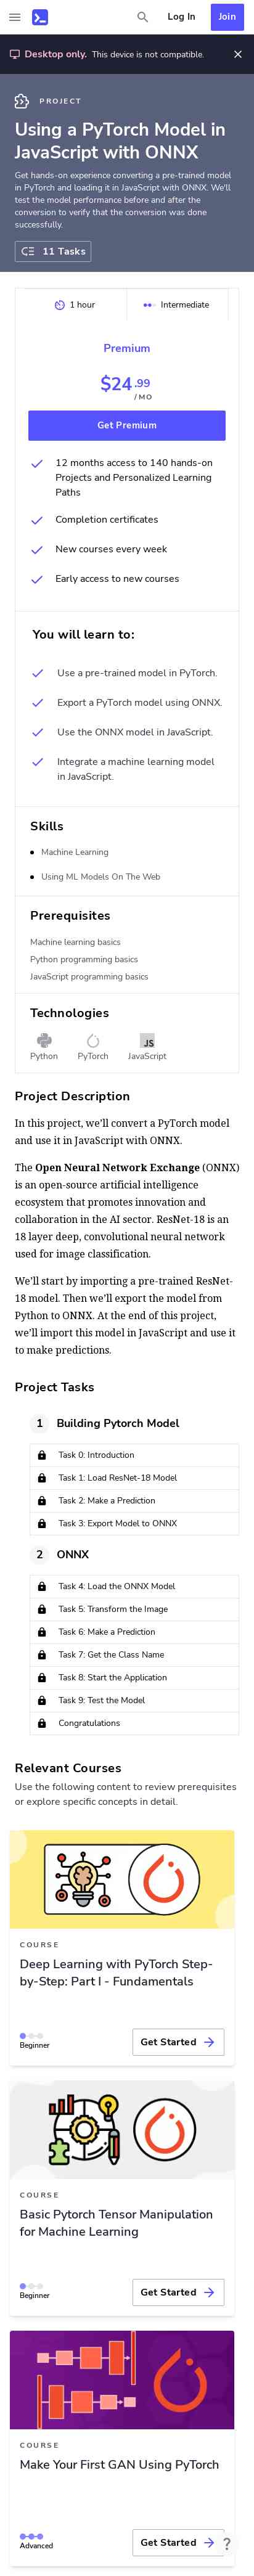 Log In
Join
Desktop only. This device is not compatible.
PROJECT
Using a PyTorch Model in
JavaScript with ONNX
Get hands-on experience converting a pre-trained model
in PyTorch and loading it in JavaScript with ONNX. We'll
test the model performance before and after the
conversion to verify that the conversion was done
successfully.
11 Tasks
1 hour
Intermediate
Premium
$24.99
/MO
Get Premium
12 months access to 140 hands-on
Projects and Personalized Learning
Paths
Completion certificates
New courses every week
Early access to new courses
You will learn to:
Use a pre-trained model in PyTorch.
Export a PyTorch model using ONNX.
Use the ONNX model in JavaScript.
Integrate a machine learning model
in JavaScript.
Skills
Machine Learning
Using ML Models On The Web
Prerequisites
Machine learning basics
Python programming basics
JavaScript programming basics
Technologies
JS
Python
PyTorch
JavaScript
Project Description
In this project, we’ll convert a PyTorch model
and use it in JavaScript with ONNX.
The Open Neural Network Exchange (ONNX)
is an open-source artificial intelligence
ecosystem that promotes innovation and
collaboration in the AI sector. ResNet-18 is an
18 layer deep, convolutional neural network
used for image classification.
We’ll start by importing a pre-trained ResNet-
18 model. Then we’ll export the model from
Python to ONNX. At the end of this project,
we’ll import this model in JavaScript and use it
to make predictions.
Project Tasks
1 Building Pytorch Model
Task 0: Introduction
Task 1: Load ResNet-18 Model
Task 2: Make a Prediction
Task 3: Export Model to ONNX
2 ONNX
Task 4: Load the ONNX Model
Task 5: Transform the Image
Task 6: Make a Prediction
Task 7: Get the Class Name
Task 8: Start the Application
Task 9: Test the Model
Congratulations
Relevant Courses
Use the following content to review prerequisites
or explore specific concepts in detail.
COURSE
Deep Learning with PyTorch Step-
by-Step: Part I - Fundamentals
Beginner
Get Started
COURSE
Basic Pytorch Tensor Manipulation
for Machine Learning
Beginner
Get Started
COURSE
Make Your First GAN Using PyTorch
Advanced
Get Started
?